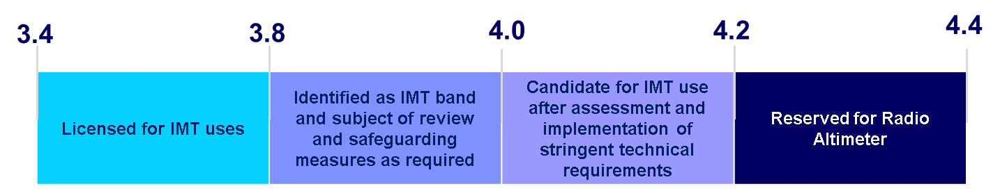 3.4
3.8
4.0
4.2
4.4
Licensed for IMT uses
Identified as IMT band
and subject of review
and safeguarding
measures as required
Candidate for IMT use
after assessment and
implementation of
stringent technical
requirements
Reserved for Radio
Altimeter